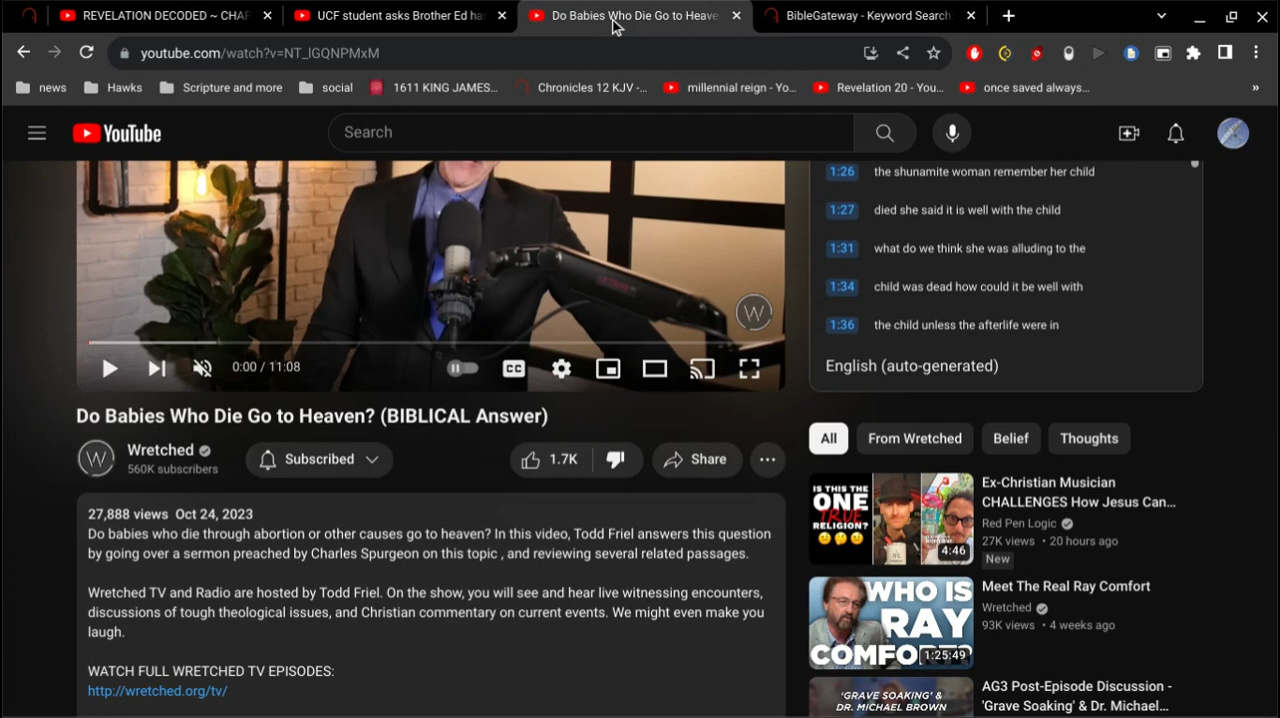 REVELATION DECODED ~ CHAP
UCF student asks Brother Ed ha
Do Babies Who Die Go to Heave
BibleGateway - Keyword Search:
youtube.com/watch?v=NT_lGQNPMxM
news
Hawks
Scripture and more
social
1611 KING JAMES...
Chronicles 12 KJV -...
millennial reign - Yo...
Revelation 20 - You...
once saved always...
»
YouTube
Search
1:26 the shunamite woman remember her child
1:27 died she said it is well with the child
1:31 what do we think she was alluding to the
1:34 child was dead how could it be well with
1:36 the child unless the afterlife were in
English (auto-generated)
W
0:00 / 11:08
CC
Do Babies Who Die Go to Heaven? (BIBLICAL Answer)
W
Wretched
560K subscribers
Subscribed
1.7K
Share
All
From Wretched
Belief
Thoughts
27,888 views Oct 24, 2023
Do babies who die through abortion or other causes go to heaven? In this video, Todd Friel answers this question
by going over a sermon preached by Charles Spurgeon on this topic , and reviewing several related passages.
Wretched TV and Radio are hosted by Todd Friel. On the show, you will see and hear live witnessing encounters,
discussions of tough theological issues, and Christian commentary on current events. We might even make you
laugh.
WATCH FULL WRETCHED TV EPISODES:
http://wretched.org/tv/
IS THIS THE
ONE
TRUE
RELIGION?
4:46
Ex-Christian Musician
CHALLENGES How Jesus Can...
Red Pen Logic
27K views • 20 hours ago
New
WHO IS
RAY
COMFORT?
1:25:49
Meet The Real Ray Comfort
Wretched
93K views • 4 weeks ago
'GRAVE SOAKING' &
DR. MICHAEL BROWN
AG3 Post-Episode Discussion -
'Grave Soaking' & Dr. Michael...